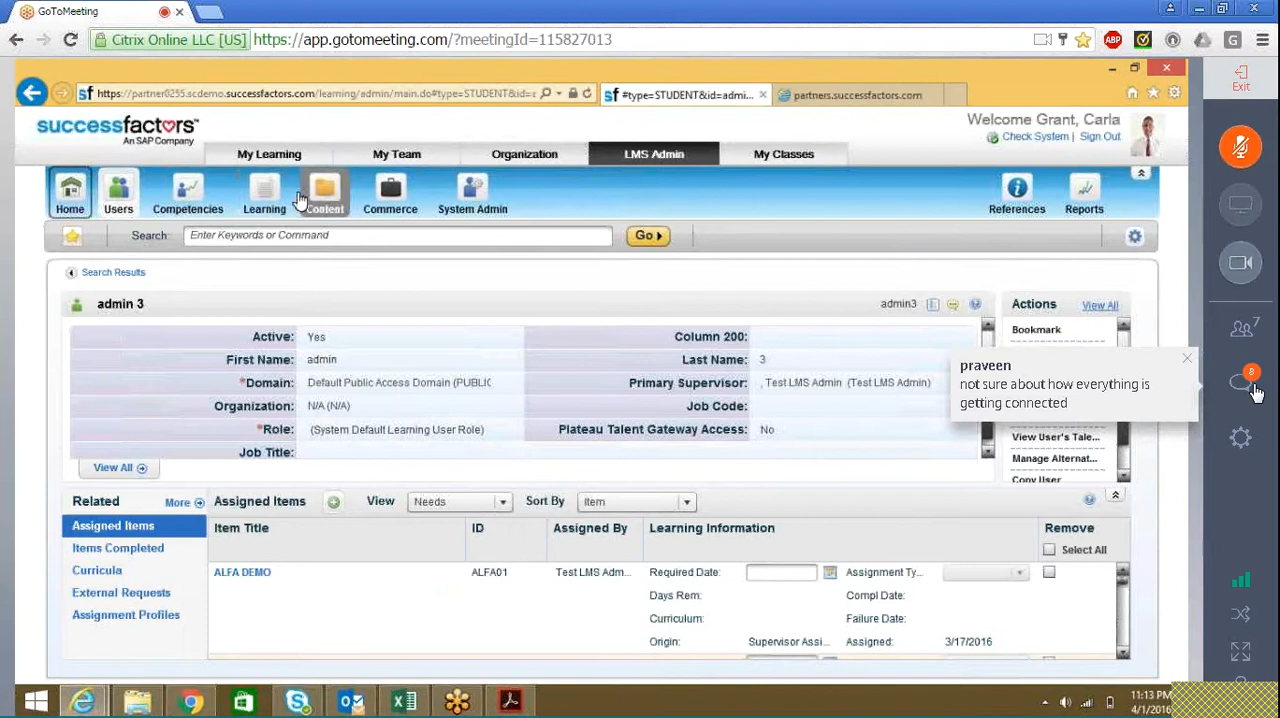 GoToMeeting
Citrix Online LLC [US] https://app.gotomeeting.com/?meetingId=115827013
ABP G
https://partner0255.scdemo.successfactors.com/learning/admin/main.do#type=STUDENT&id=
#type=STUDENT&id=admi... partners.successfactors.com
Exit
successfactors™
An SAP Company
Welcome Grant, Carla
Check System | Sign Out
My Learning My Team Organization LMS Admin My Classes
Home Users Competencies Learning Content Commerce System Admin References Reports
Search: Enter Keywords or Command Go
Search Results
admin 3 admin3 Actions View All
Active: Yes Column 200: Bookmark
First Name: admin Last Name: 3
*Domain: Default Public Access Domain (PUBLIC Primary Supervisor: , Test LMS Admin (Test LMS Admin)
Organization: N/A (N/A) Job Code:
*Role: (System Default Learning User Role) Plateau Talent Gateway Access: No
Job Title:
View All
7
8
praveen
not sure about how everything is
getting connected
View User's Tale...
Manage Alternat...
Copy User
Related More Assigned Items View Needs Sort By Item
Assigned Items
Items Completed
Curricula
External Requests
Assignment Profiles
Item Title ID Assigned By Learning Information Remove
Select All
ALFA DEMO ALFA01 Test LMS Adm... Required Date: Assignment Ty...
Days Rem: Compl Date:
Curriculum: Failure Date:
Origin: Supervisor Assi... Assigned: 3/17/2016
11:13 PM
4/1/2016